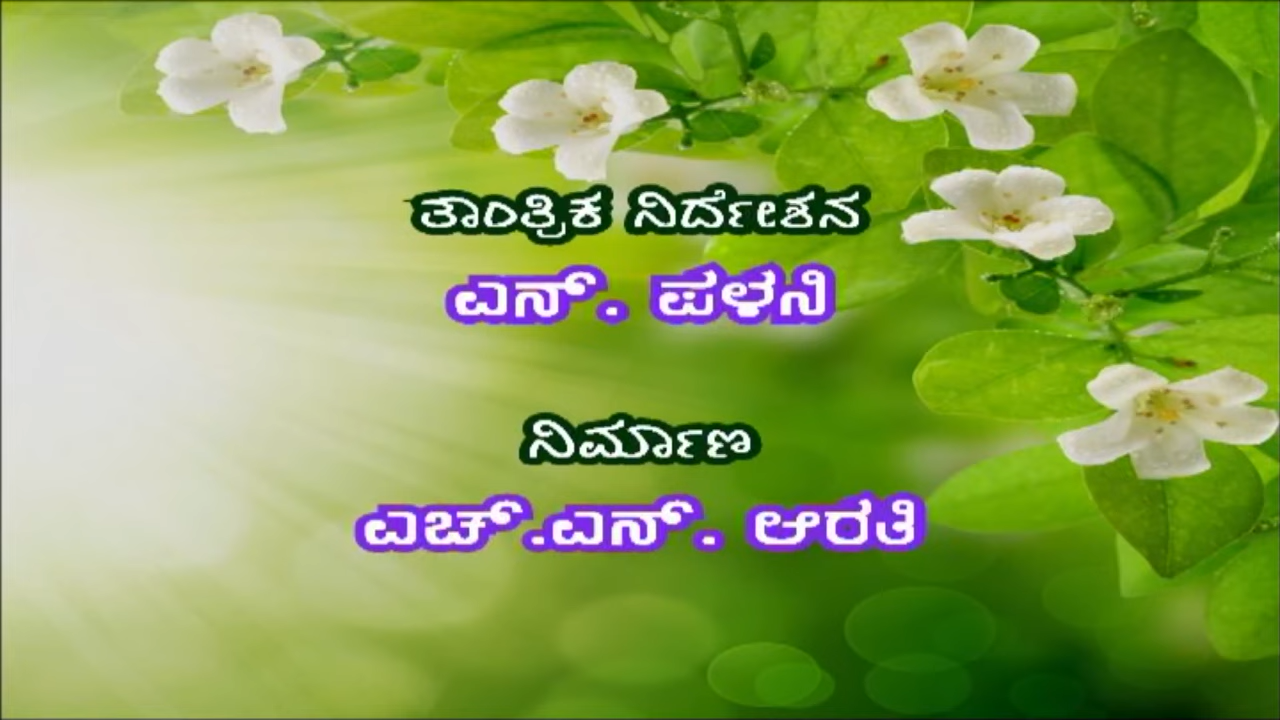 ತಾಂತ್ರಿಕ ನಿರ್ದೇಶನ
ಎನ್. ಪಳನಿ
ನಿರ್ಮಾಣ
ಎಚ್.ಎನ್. ಆರತಿ